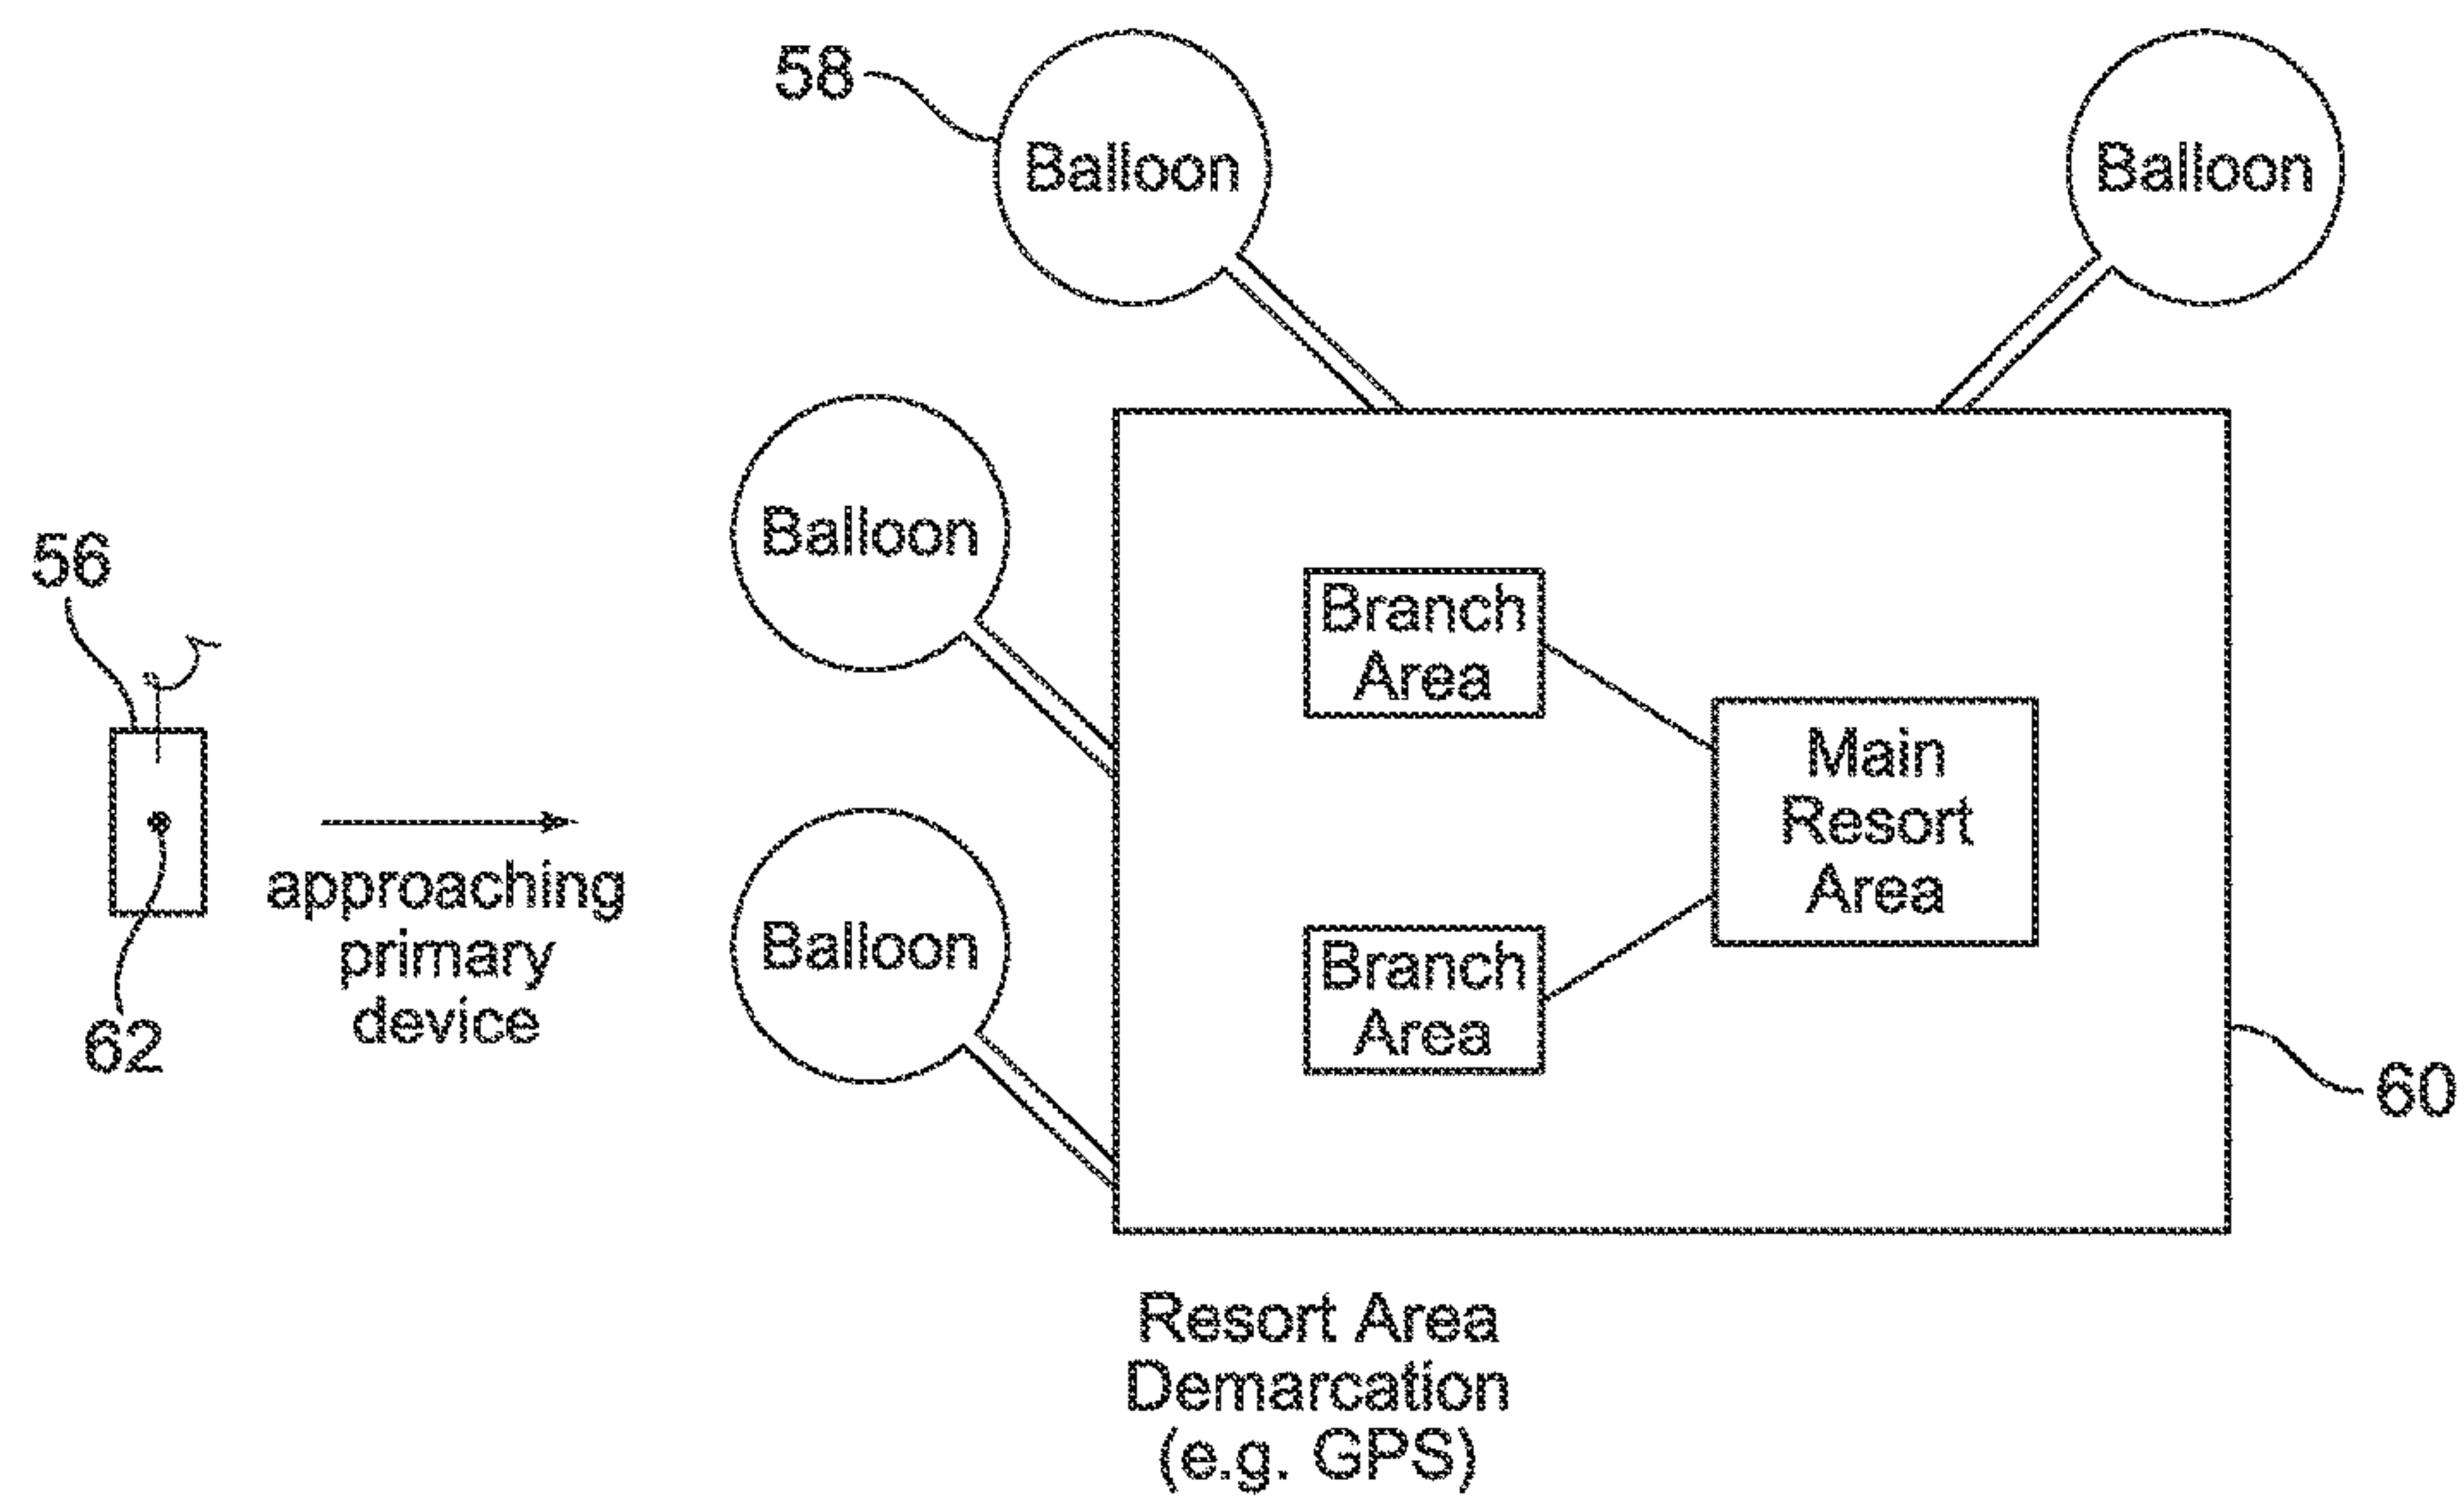 58
Balloon
Balloon
Balloon
56
Branch
Area
Main
Resort
Area
approaching
primary
device
62
Balloon
Branch
Area
60
Resort Area
Demarcation
(e.g. GPS)